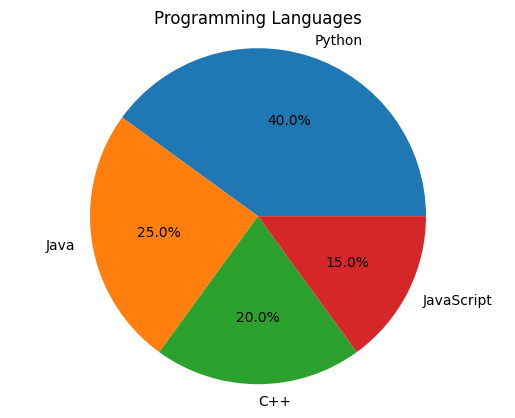 Programming Languages
Python
40.0%
Java
25.0%
15.0%
JavaScript
20.0%
C++